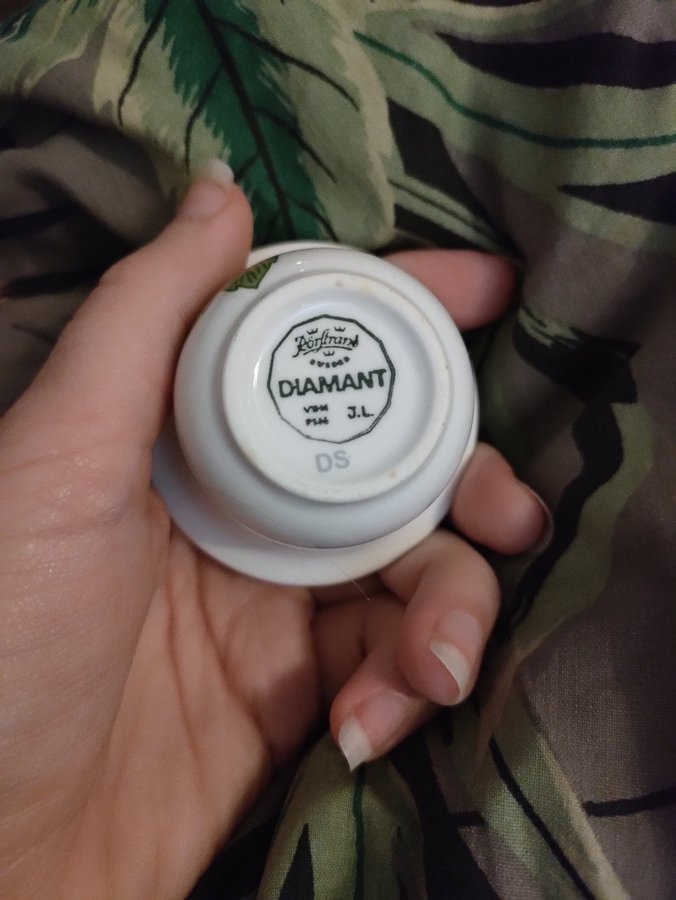 Rörstrand
SWEDEN
DIAMANT
J.L.
DS